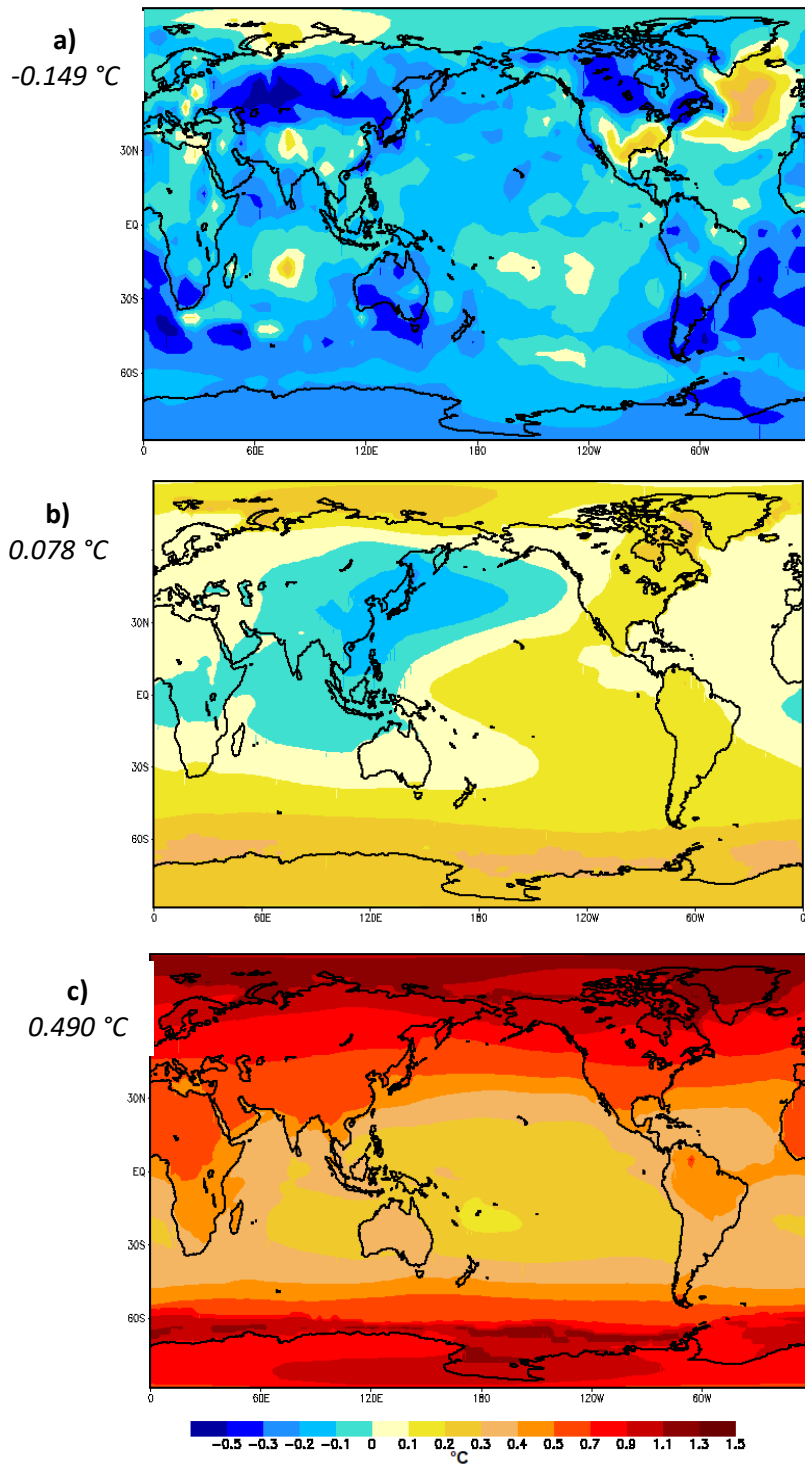 a)
-0.149 °C
30N
EQ
30S
60S
0 60E 120E 180 120W 60W
b)
0.078 °C
30N
EQ
30S
60S
0 60E 120E 180 120W 60W 0
c)
0.490 °C
30N
EQ
30S
60S
0 60E 120E 180 120W 60W
-0.5 -0.3 -0.2 -0.1 0 0.1 0.2 0.3 0.4 0.5 0.7 0.9 1.1 1.3 1.5
°C